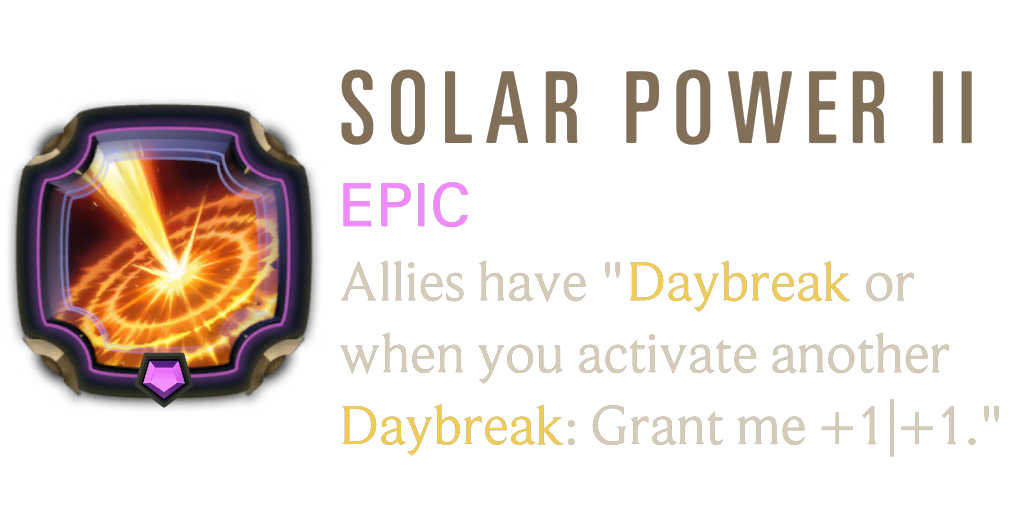 SOLAR POWER II
EPIC
Allies have "Daybreak or
when you activate another
Daybreak: Grant me +1|+1."